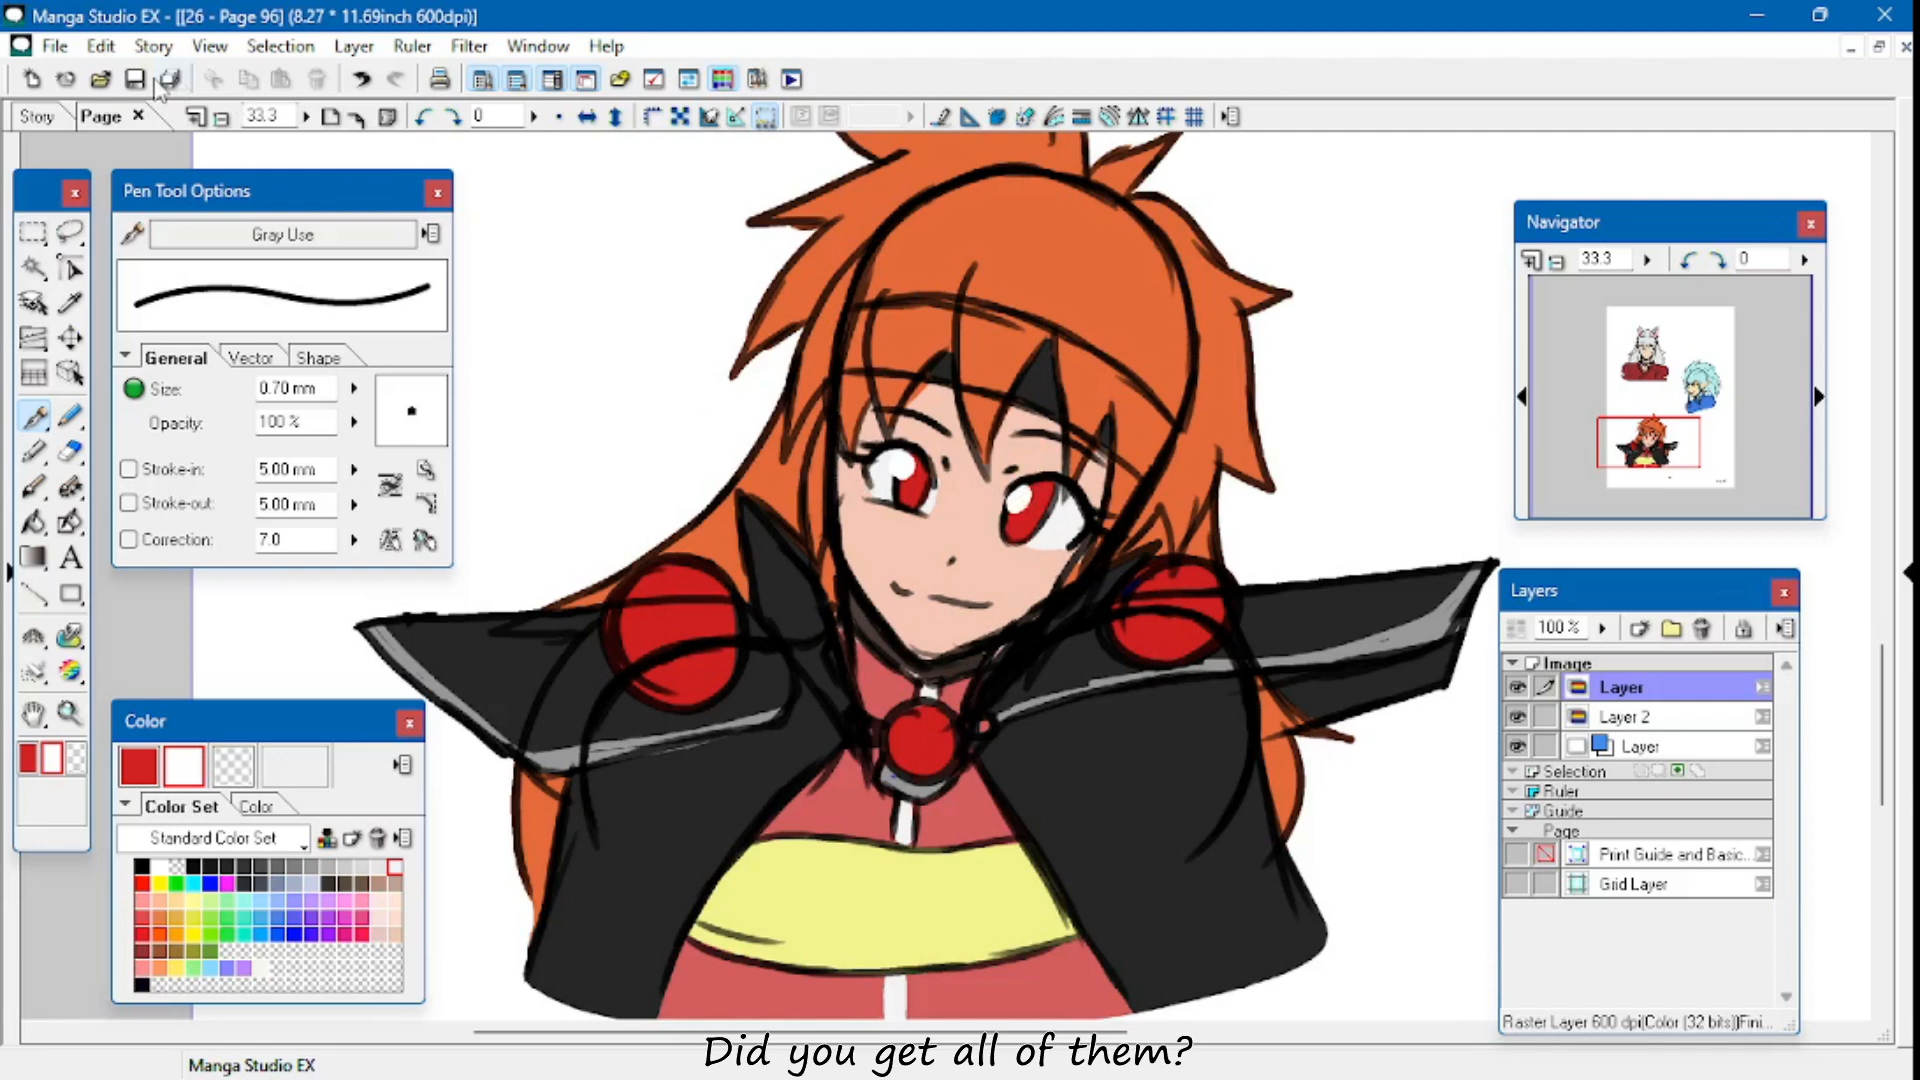 Manga Studio EX - [[26 - Page 96] (8.27 * 11.69inch 600dpi)]
File Edit Story View Selection Layer Ruler Filter Window Help
Story Page 33.3 0
Pen Tool Options
Gray Use
General Vector Shape
Size: 0.70 mm
Opacity: 100 %
Stroke-in: 5.00 mm
Stroke-out: 5.00 mm
Correction: 7.0
A
Color
Color Set Color
Standard Color Set
Navigator
33.3 0
Layers
100 %
Image
Layer
Layer 2
Layer
Selection
Ruler
Guide
Page
Print Guide and Basic...
Grid Layer
Raster Layer 600 dpi(Color (32 bits))Fini...
Did you get all of them?
Manga Studio EX